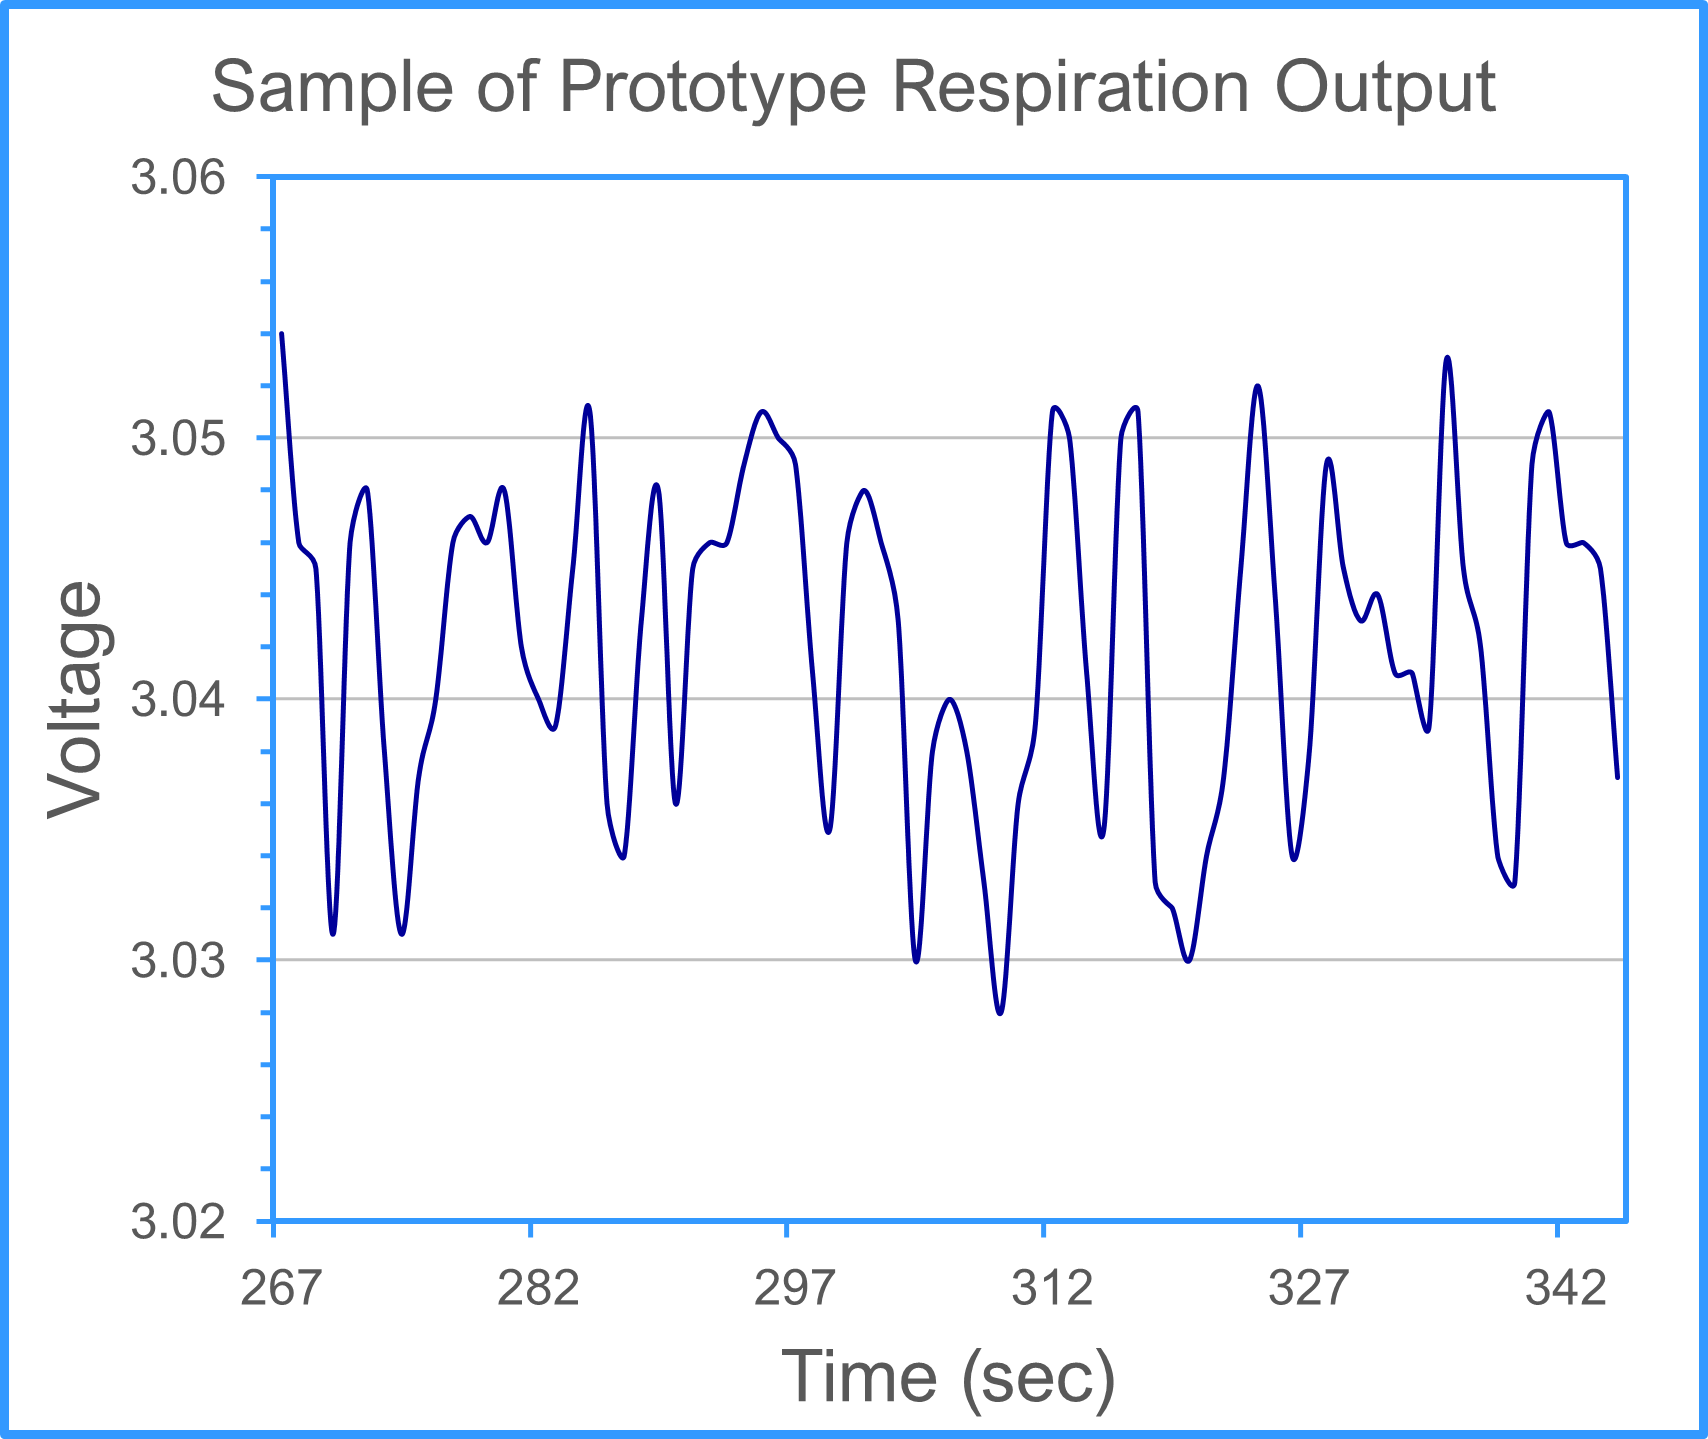 Sample of Prototype Respiration Output
3.06
3.05
3.04
3.03
3.02
Voltage
267 282 297 312 327 342
Time (sec)